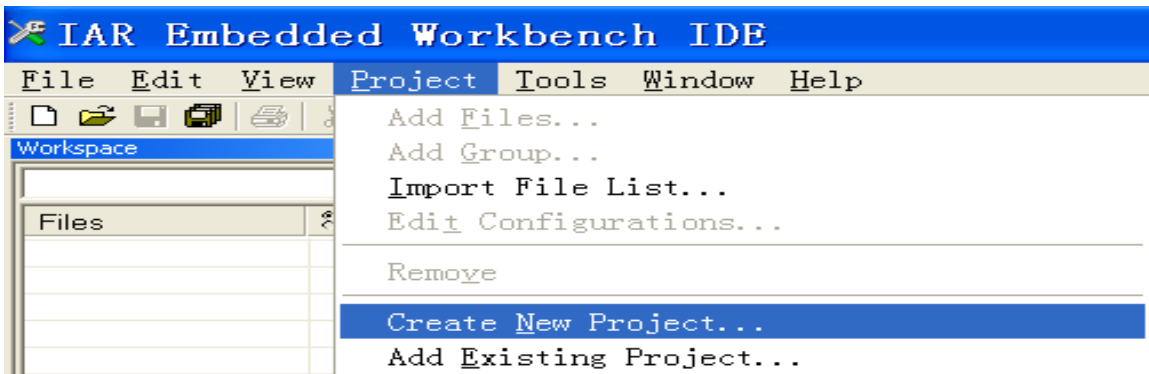 IAR Embedded Workbench IDE
File Edit View Project Tools Window Help
Add Files...
Workspace
Add Group...
Import File List...
Files
Edit Configurations...
Remove
Create New Project...
Add Existing Project...